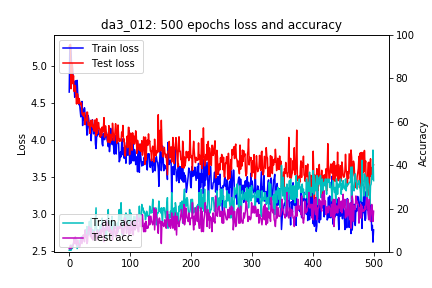 da3_012: 500 epochs loss and accuracy
Train loss
Test loss
Train acc
Test acc
Loss
5.0
4.5
4.0
3.5
3.0
2.5
Accuracy
100
80
60
40
20
0
0 100 200 300 400 500